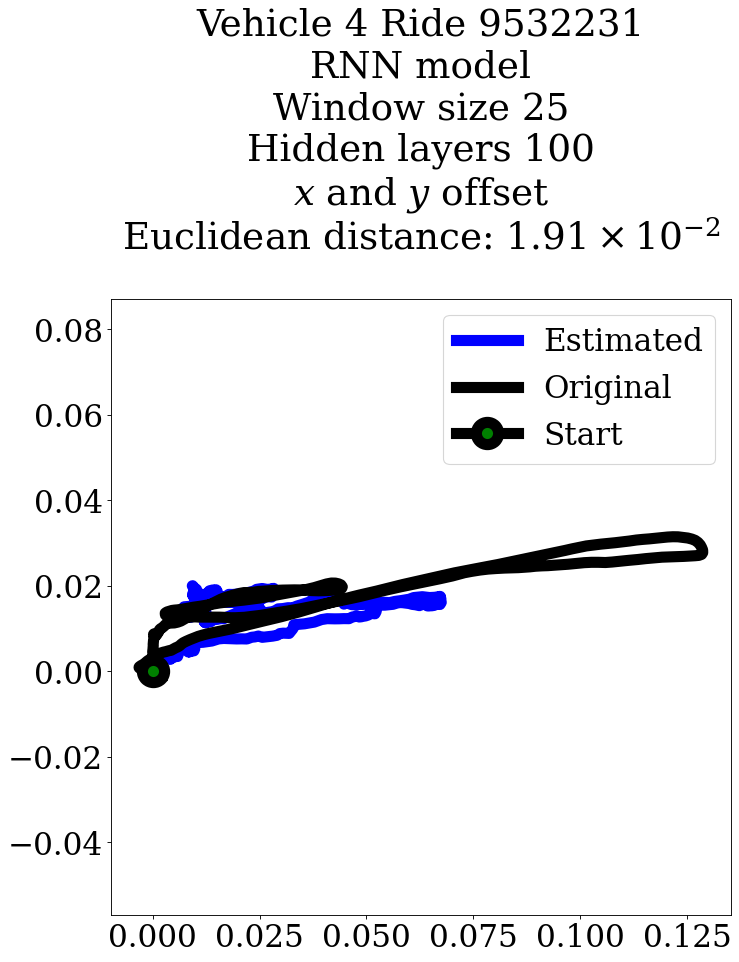 Vehicle 4 Ride 9532231
RNN model
Window size 25
Hidden layers 100
x and y offset
Euclidean distance: 1.91 × 10⁻²
Estimated
Original
Start
0.08
0.06
0.04
0.02
0.00
−0.02
−0.04
0.000 0.025 0.050 0.075 0.100 0.125